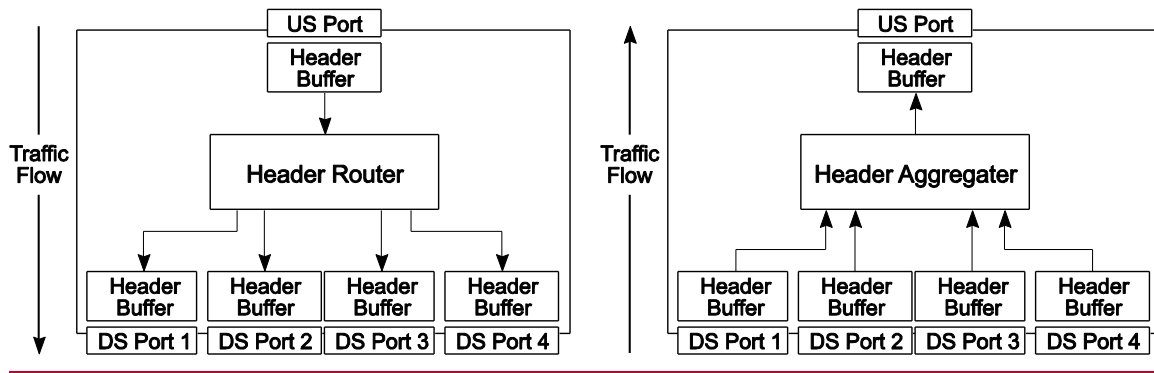 US Port
Header
Buffer
Traffic
Flow
Header Router
Header
Buffer
Header
Buffer
Header
Buffer
Header
Buffer
DS Port 1
DS Port 2
DS Port 3
DS Port 4
US Port
Header
Buffer
Traffic
Flow
Header Aggregater
Header
Buffer
Header
Buffer
Header
Buffer
Header
Buffer
DS Port 1
DS Port 2
DS Port 3
DS Port 4